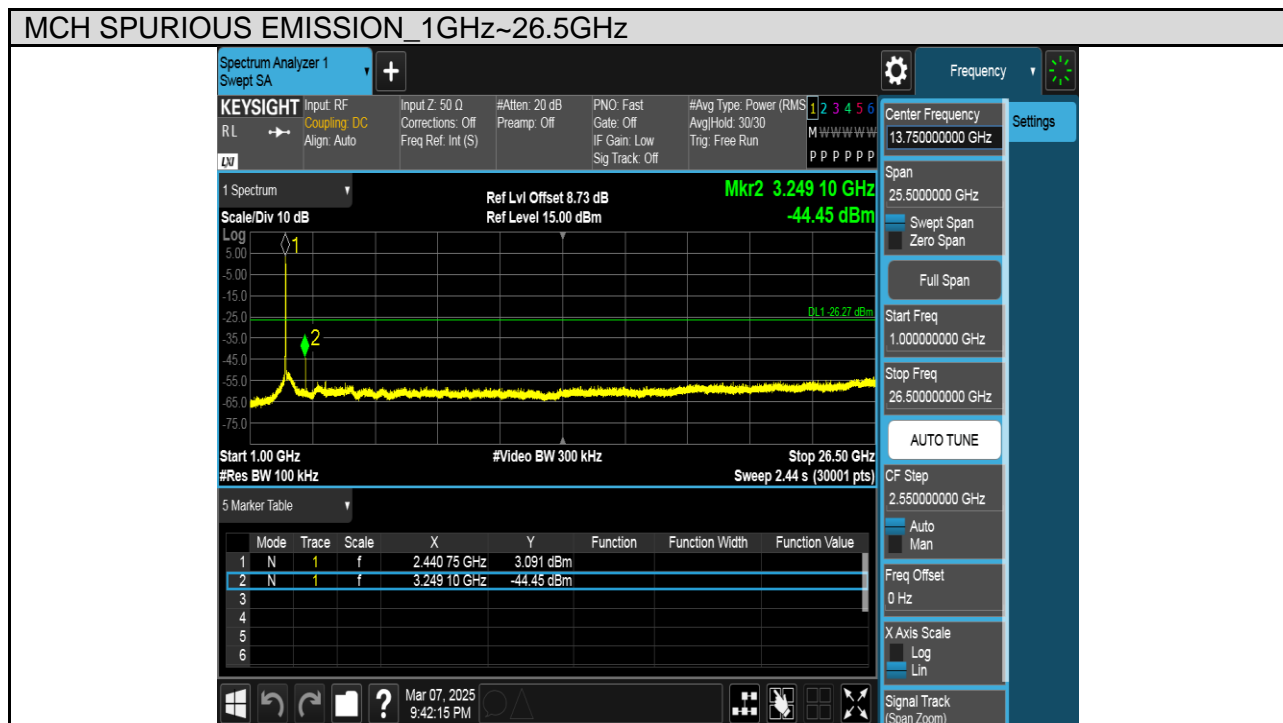 MCH SPURIOUS EMISSION_1GHz~26.5GHz
Spectrum Analyzer 1
Swept SA
Frequency
KEYSIGHT
RL
LXI
Input: RF
Coupling: DC
Align: Auto
Input Z: 50 Ω
Corrections: Off
Freq Ref: Int (S)
#Atten: 20 dB
Preamp: Off
PNO: Fast
Gate: Off
IF Gain: Low
Sig Track: Off
#Avg Type: Power (RMS
Avg|Hold: 30/30
Trig: Free Run
1 2 3 4 5 6
M W W W W W
P P P P P P
Center Frequency
13.750000000 GHz
Settings
1 Spectrum
Scale/Div 10 dB
Ref Lvl Offset 8.73 dB
Ref Level 15.00 dBm
Mkr2 3.249 10 GHz
-44.45 dBm
Log
5.00
-5.00
-15.0
-25.0
-35.0
-45.0
-55.0
-65.0
-75.0
1
2
DL1 -26.27 dBm
Start 1.00 GHz
#Res BW 100 kHz
#Video BW 300 kHz
Stop 26.50 GHz
Sweep 2.44 s (30001 pts)
Span
25.5000000 GHz
Swept Span
Zero Span
Full Span
Start Freq
1.000000000 GHz
Stop Freq
26.500000000 GHz
AUTO TUNE
CF Step
2.550000000 GHz
Auto
Man
Freq Offset
0 Hz
X Axis Scale
Log
Lin
Signal Track
(Span Zoom)
5 Marker Table
Mode Trace Scale X Y Function Function Width Function Value
1 N 1 f 2.440 75 GHz 3.091 dBm
2 N 1 f 3.249 10 GHz -44.45 dBm
3
4
5
6
?
Mar 07, 2025
9:42:15 PM